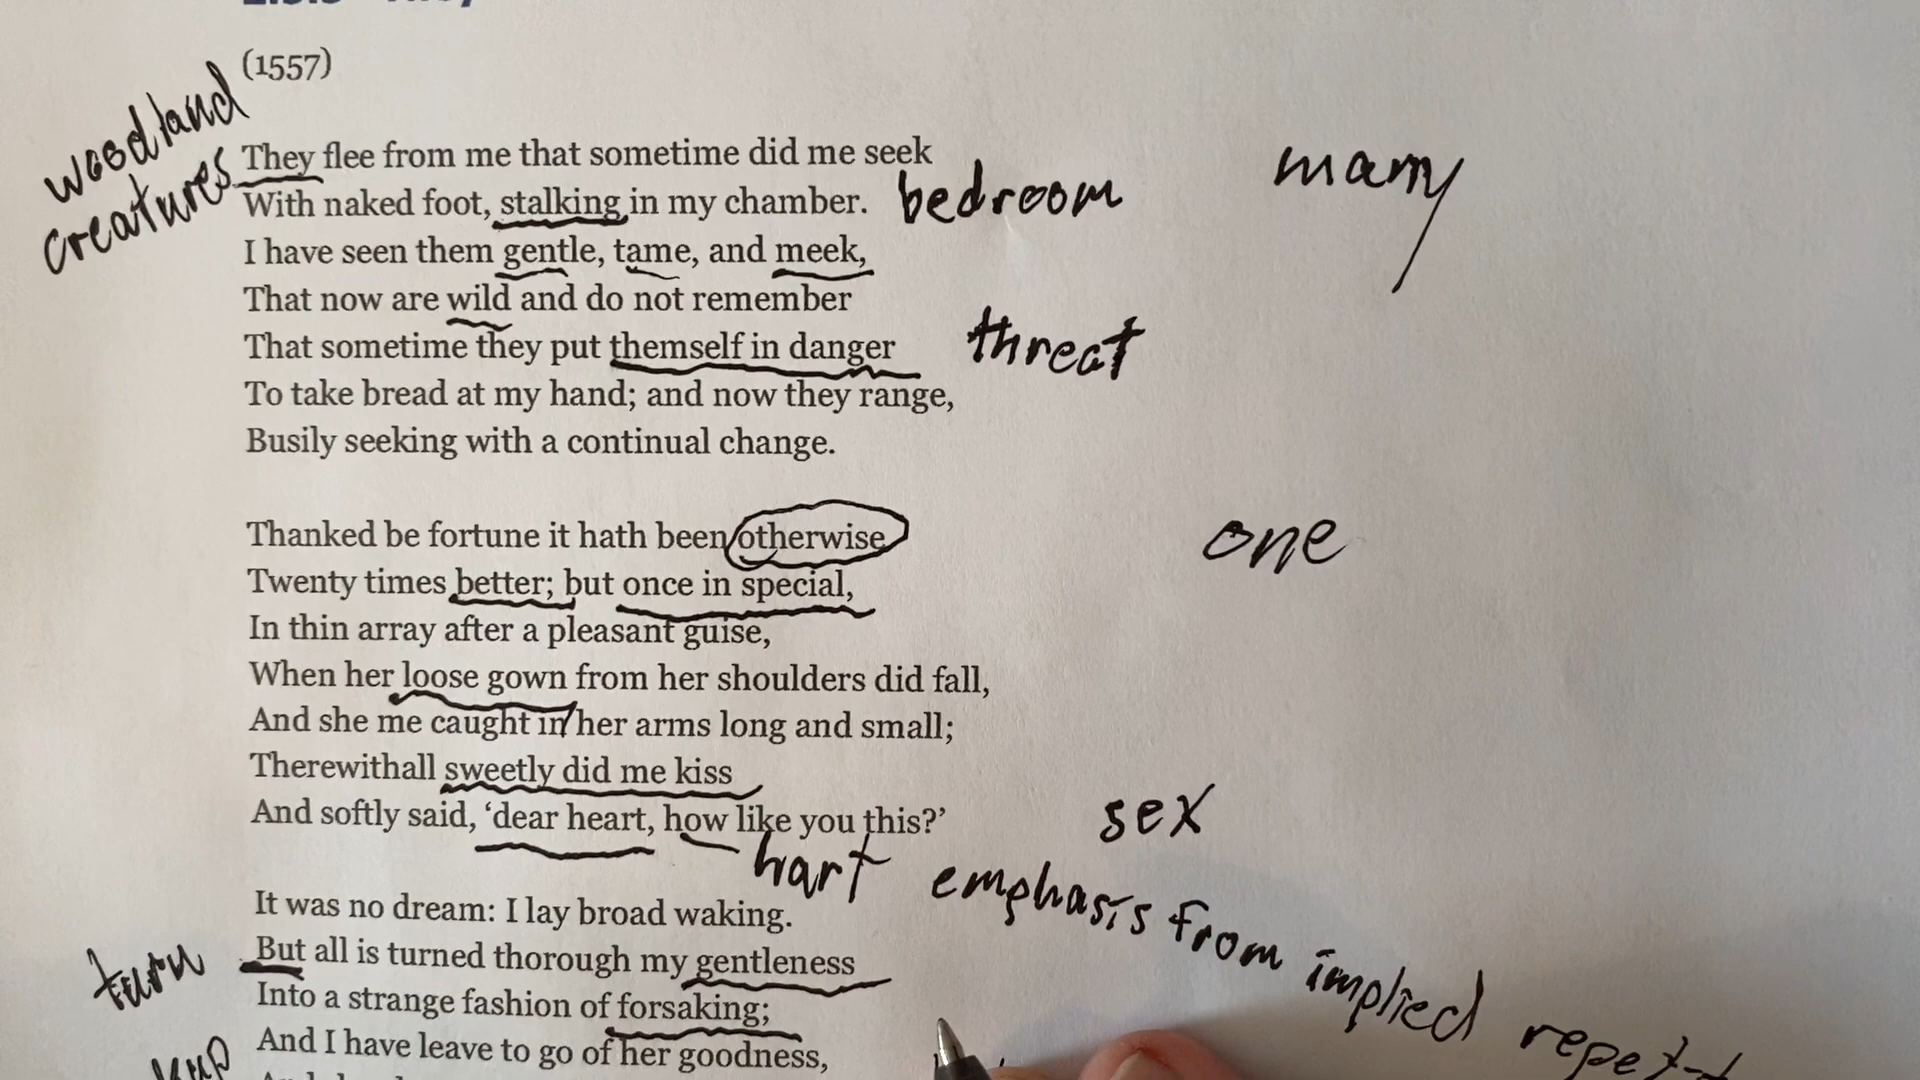 (1557)
woodland
creatures
They flee from me that sometime did me seek
many
With naked foot, stalking in my chamber.
bedroom
I have seen them gentle, tame, and meek,
That now are wild and do not remember
That sometime they put themself in danger
threat
To take bread at my hand; and now they range,
Busily seeking with a continual change.
Thanked be fortune it hath been otherwise
one
Twenty times better; but once in special,
In thin array after a pleasant guise,
When her loose gown from her shoulders did fall,
And she me caught in her arms long and small;
Therewithall sweetly did me kiss
And softly said, ‘dear heart, how like you this?’
sex
hart
emphasis from implied
It was no dream: I lay broad waking.
turn
But all is turned thorough my gentleness
Into a strange fashion of forsaking;
And I have leave to go of her goodness,